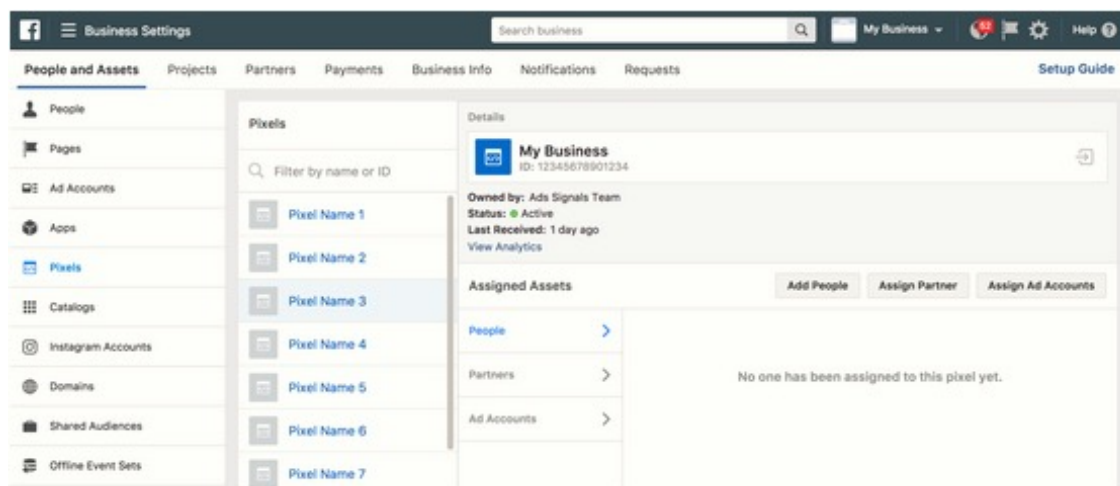 Business Settings
Search business
My Business
52
Help
People and Assets
Projects
Partners
Payments
Business Info
Notifications
Requests
Setup Guide
People
Pages
Ad Accounts
Apps
Pixels
Catalogs
Instagram Accounts
Domains
Shared Audiences
Offline Event Sets
Pixels
Filter by name or ID
Pixel Name 1
Pixel Name 2
Pixel Name 3
Pixel Name 4
Pixel Name 5
Pixel Name 6
Pixel Name 7
Details
My Business
ID: 12345678901234
Owned by: Ads Signals Team
Status: Active
Last Received: 1 day ago
View Analytics
Assigned Assets
Add People
Assign Partner
Assign Ad Accounts
People
Partners
Ad Accounts
No one has been assigned to this pixel yet.